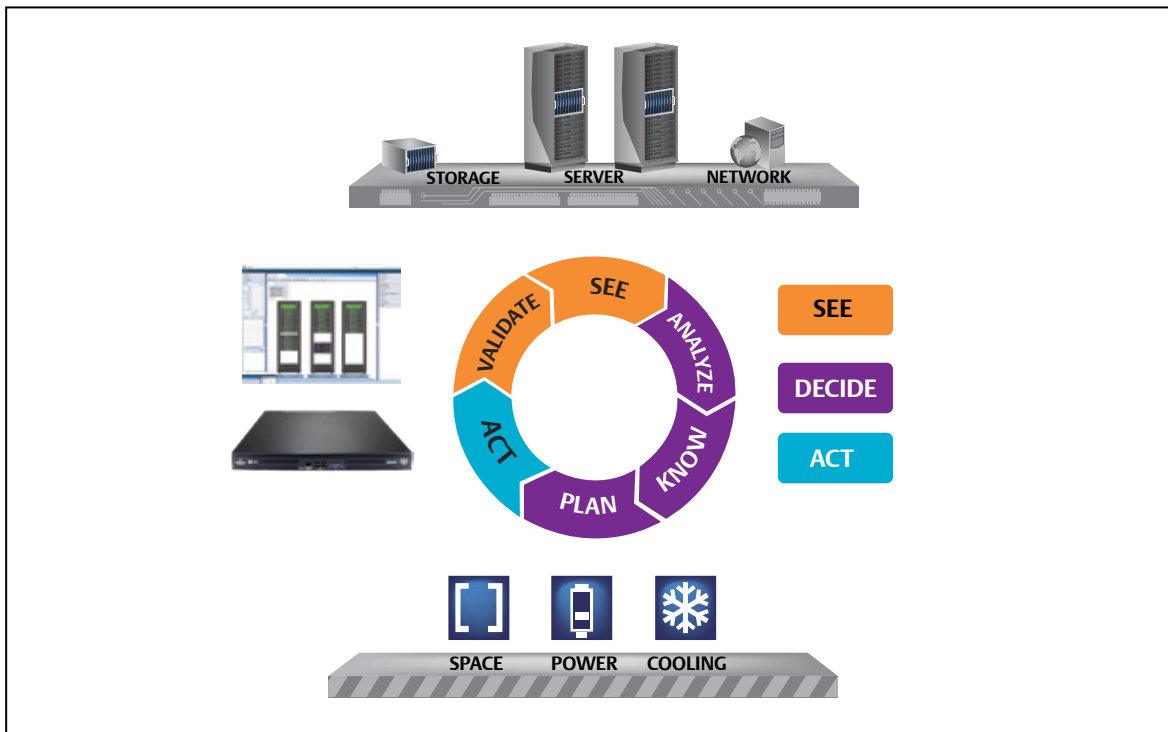 STORAGE
SERVER
NETWORK
SEE
ANALYZE
KNOW
PLAN
ACT
VALIDATE
SEE
DECIDE
ACT
SPACE
POWER
COOLING